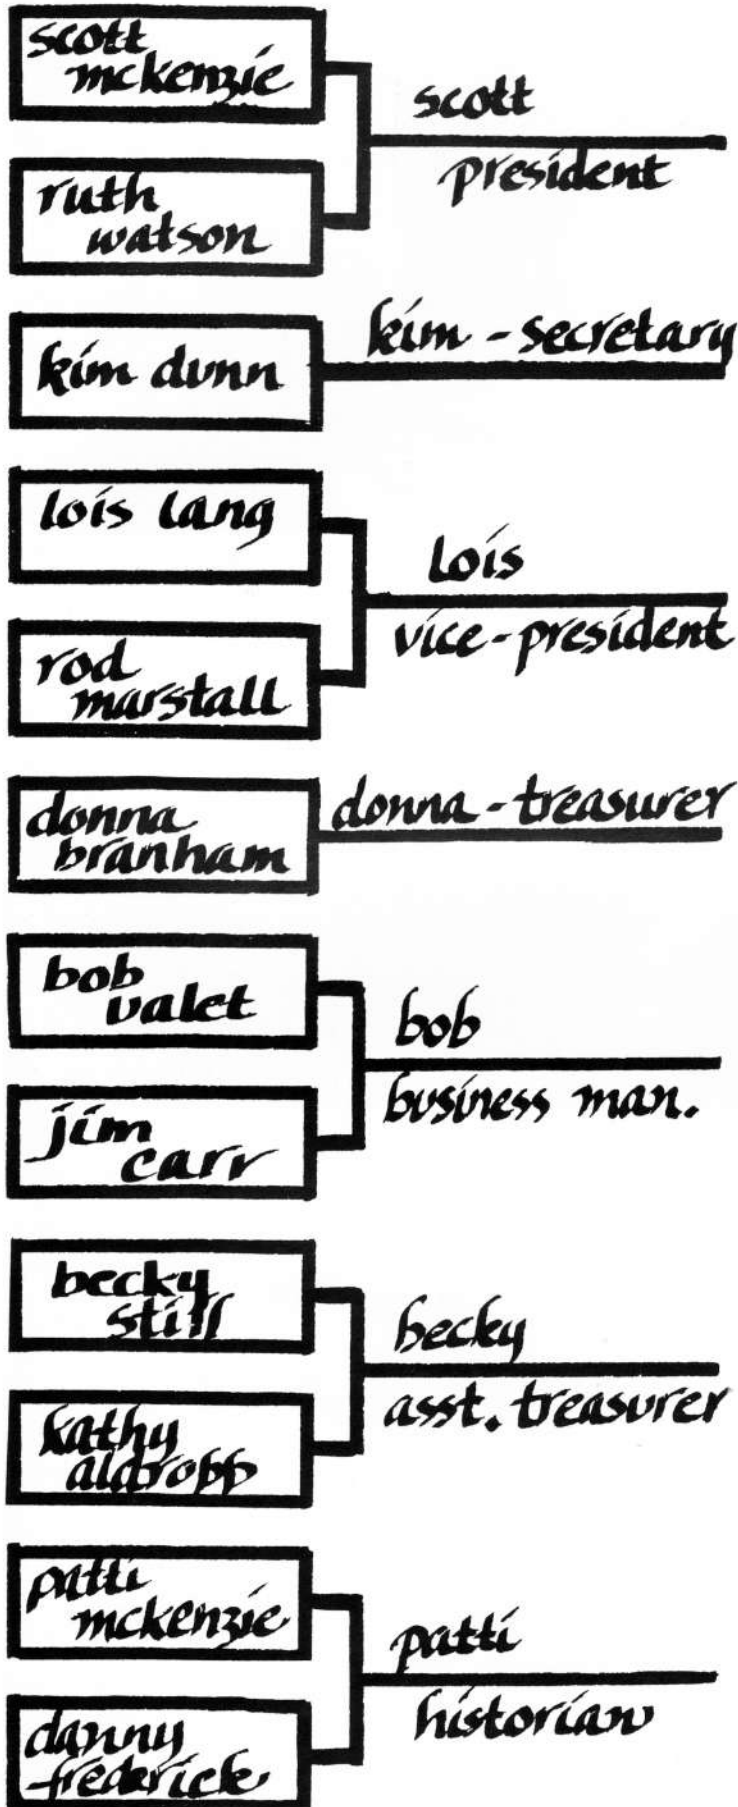 scott
mckenzie
scott
president
ruth
watson
kim dunn
kim - secretary
lois lang
lois
vice-president
rod
marstall
donna
branham
donna - treasurer
bob
valet
bob
business man.
jim
carr
becky
still
becky
asst. treasurer
kathy
aldropp
patti
mckenzie
patti
historian
danny
frederick